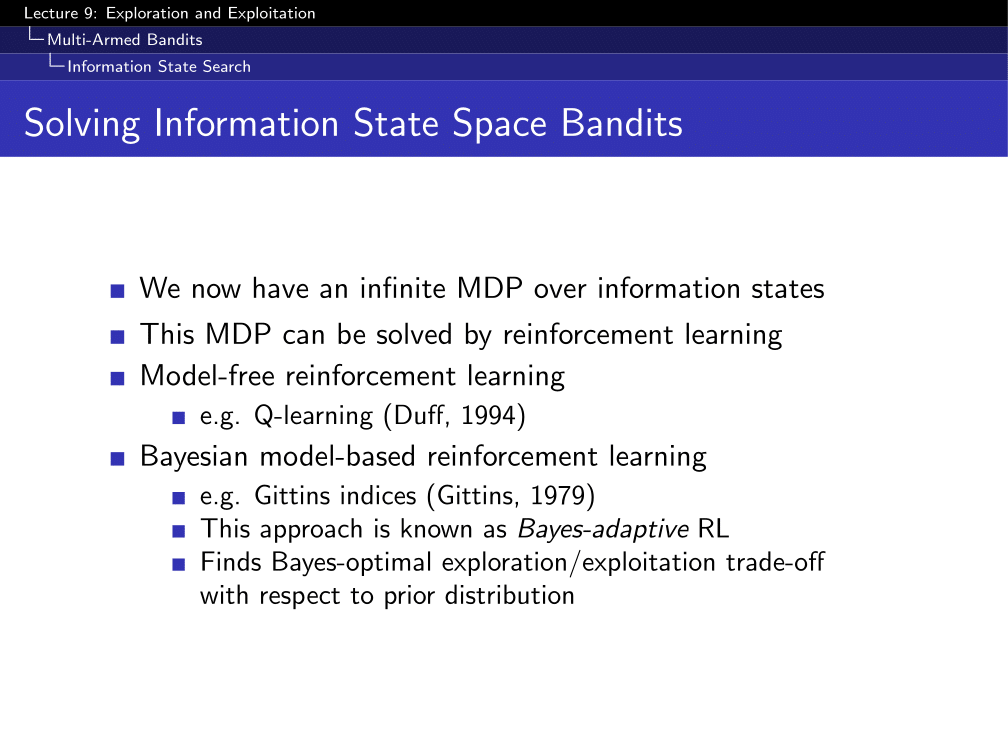 Lecture 9: Exploration and Exploitation
Multi-Armed Bandits
Information State Search
Solving Information State Space Bandits
We now have an infinite MDP over information states
This MDP can be solved by reinforcement learning
Model-free reinforcement learning
e.g. Q-learning (Duff, 1994)
Bayesian model-based reinforcement learning
e.g. Gittins indices (Gittins, 1979)
This approach is known as Bayes-adaptive RL
Finds Bayes-optimal exploration/exploitation trade-off
with respect to prior distribution